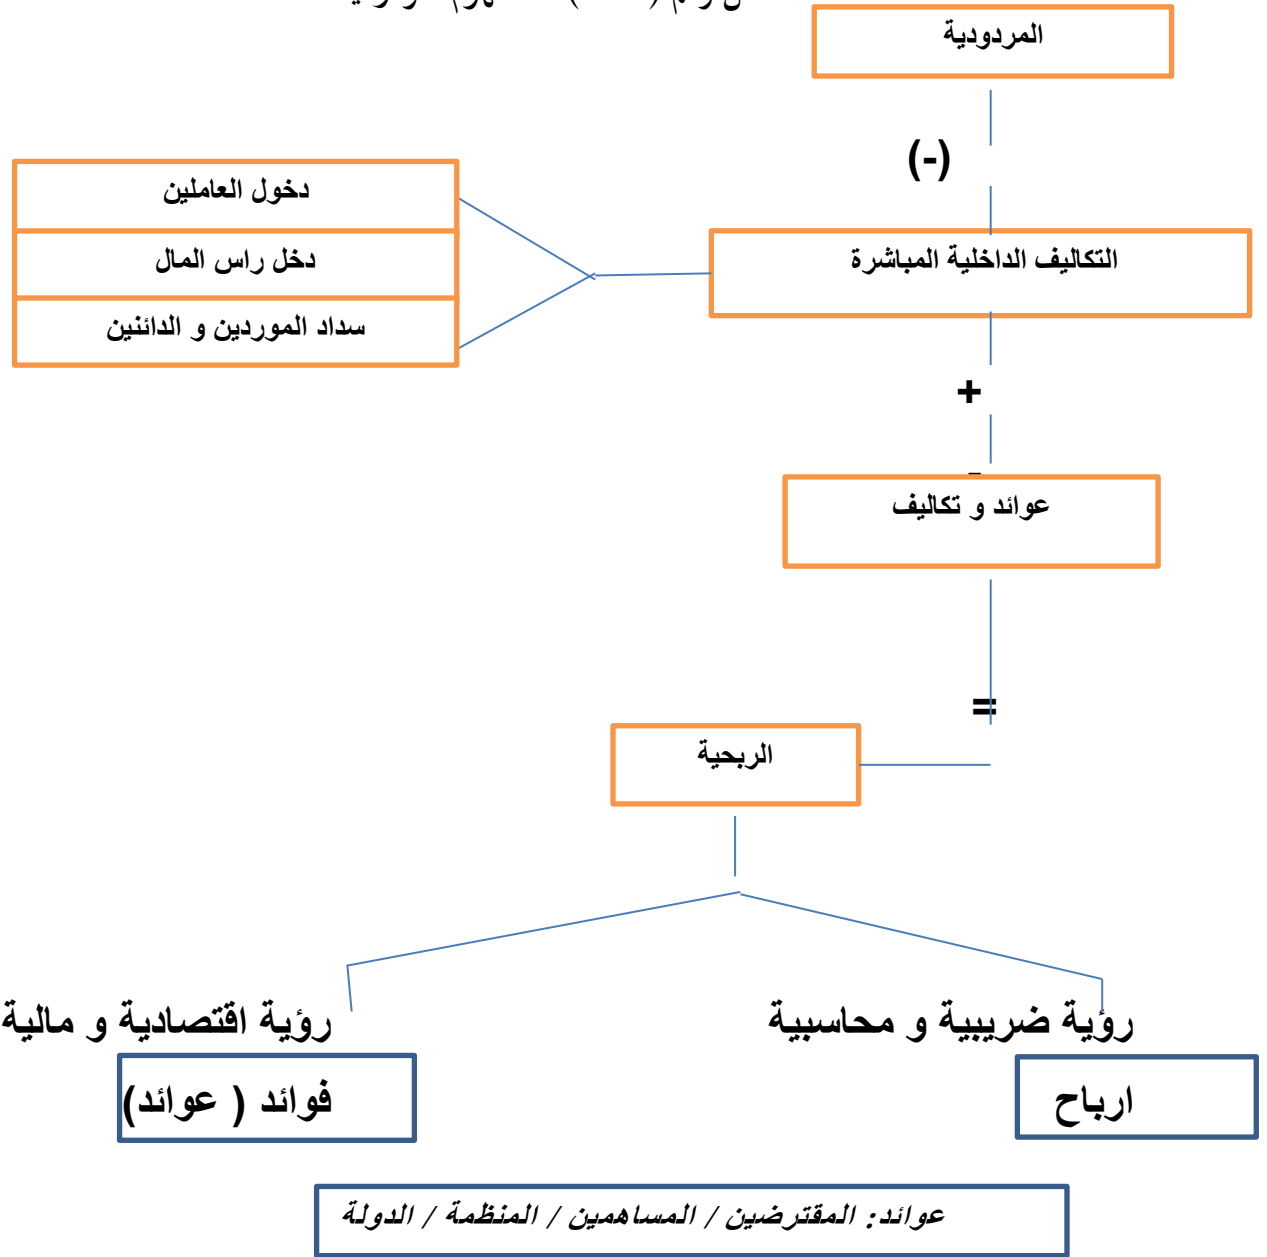 المردودية
(-)
دخول العاملين
دخل راس المال
سداد الموردين و الدائنين
التكاليف الداخلية المباشرة
+
-
عوائد و تكاليف
=
الربحية
رؤية ضريبية و محاسبية
رؤية اقتصادية و مالية
ارباح
فوائد ( عوائد)
عوائد: المقترضين / المساهمين / المنظمة / الدولة